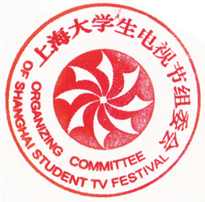 上海大学生电视节组委会
ORGANIZING COMMITTEE
OF SHANGHAI STUDENT TV FESTIVAL